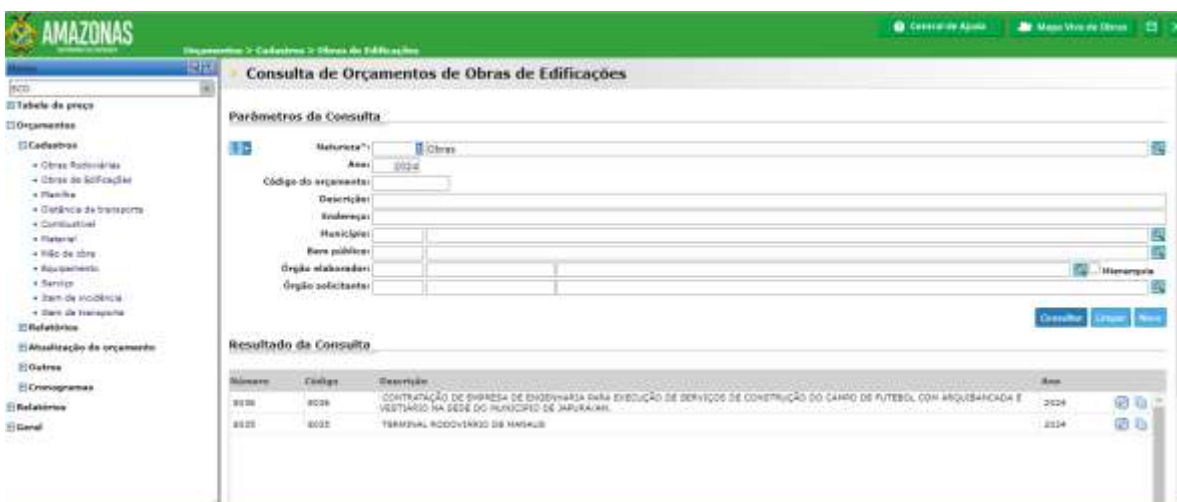 AMAZONAS
Central de Ajuda
Mapa Vivo de Obras
Orçamentos > Cadastros > Obras de Edificações
Menu
SCO
Tabela de preço
Orçamentos
Cadastros
Obras Rodoviárias
Obras de Edificações
Planilha
Distância de transporte
Combustível
Material
Mão de obra
Equipamento
Serviço
Item de incidência
Item de transporte
Relatórios
Atualização do orçamento
Outros
Cronogramas
Relatórios
Geral
Consulta de Orçamentos de Obras de Edificações
Parâmetros da Consulta
Natureza*: Obras
Ano: 2024
Código do orçamento:
Descrição:
Endereço:
Município:
Bem público:
Órgão elaborador: Hierarquia
Órgão solicitante:
Consultar Limpar Novo
Resultado da Consulta
Número Código Descrição Ano
8036 8036 CONTRATAÇÃO DE EMPRESA DE ENGENHARIA PARA EXECUÇÃO DE SERVIÇOS DE CONSTRUÇÃO DO CAMPO DE FUTEBOL COM ARQUIBANCADA E 2024
VESTIÁRIO NA SEDE DO MUNICÍPIO DE JAPURÁ/AM.
8035 8035 TERMINAL RODOVIÁRIO DE MANAUS 2024